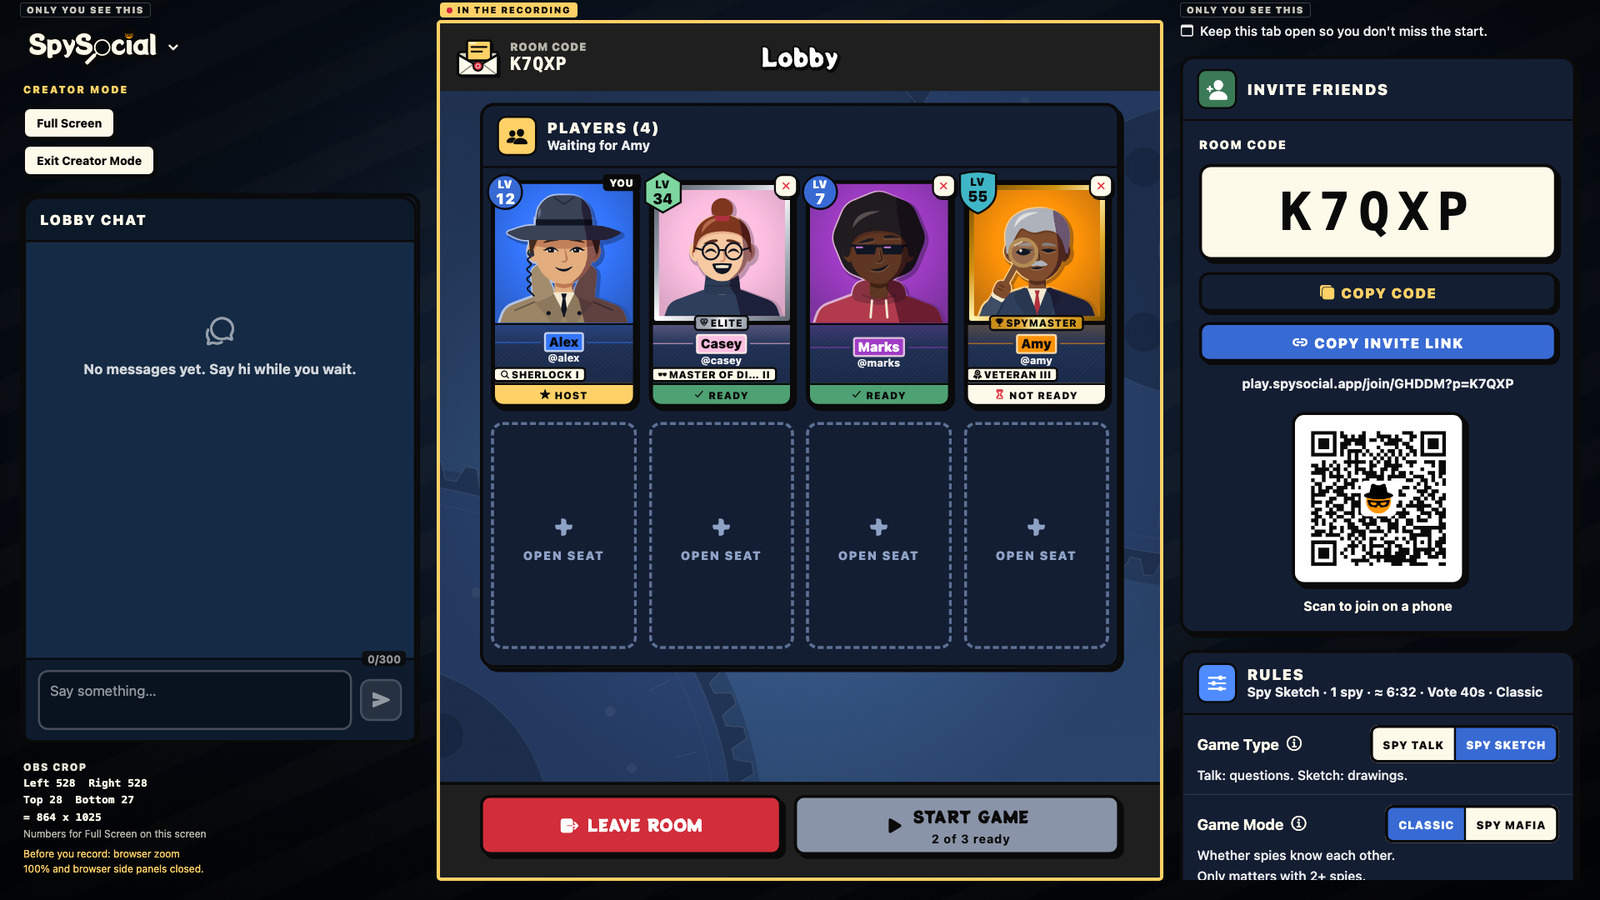 ONLY YOU SEE THIS
SpySocial
CREATOR MODE
Full Screen
Exit Creator Mode
LOBBY CHAT
No messages yet. Say hi while you wait.
0/300
Say something...
OBS CROP
Left 528 Right 528
Top 28 Bottom 27
= 864 x 1025
Numbers for Full Screen on this screen
Before you record: browser zoom
100% and browser side panels closed.
IN THE RECORDING
ROOM CODE
K7QXP
Lobby
PLAYERS (4)
Waiting for Amy
LV 12
YOU
Alex
@alex
SHERLOCK I
HOST
LV 34
ELITE
Casey
@casey
MASTER OF DI... II
READY
LV 7
Marks
@marks
READY
LV 55
SPYMASTER
Amy
@amy
VETERAN III
NOT READY
OPEN SEAT
OPEN SEAT
OPEN SEAT
OPEN SEAT
LEAVE ROOM
START GAME
2 of 3 ready
ONLY YOU SEE THIS
Keep this tab open so you don't miss the start.
INVITE FRIENDS
ROOM CODE
K7QXP
COPY CODE
COPY INVITE LINK
play.spysocial.app/join/GHDDM?p=K7QXP
Scan to join on a phone
RULES
Spy Sketch · 1 spy · ≈ 6:32 · Vote 40s · Classic
Game Type
SPY TALK
SPY SKETCH
Talk: questions. Sketch: drawings.
Game Mode
CLASSIC
SPY MAFIA
Whether spies know each other.
Only matters with 2+ spies.